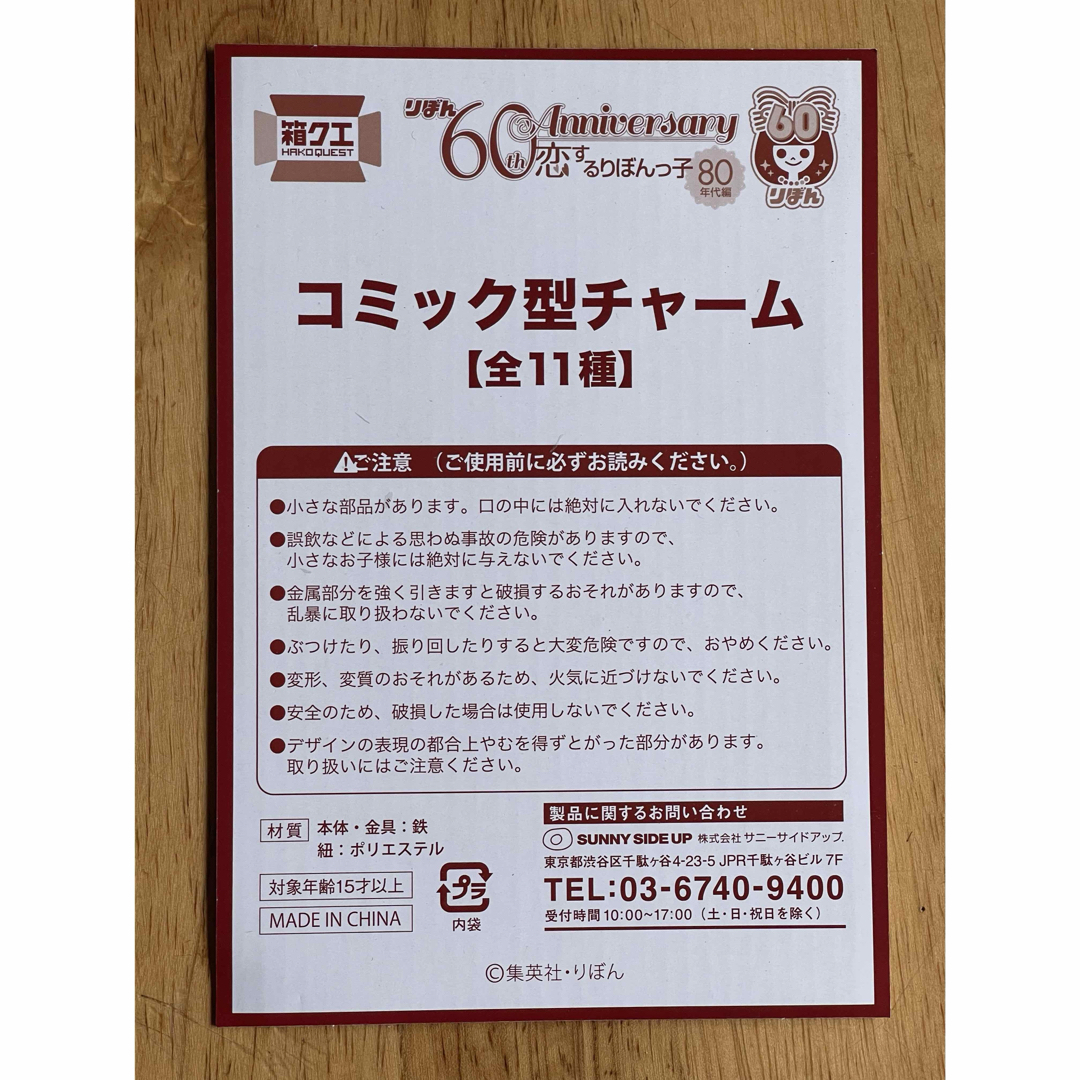 箱クエ
HAKOQUEST
りぼん60th Anniversary
恋するりぼんっ子
80
年代編
60
りぼん
コミック型チャーム
【全11種】
⚠ご注意 （ご使用前に必ずお読みください。）
●小さな部品があります。口の中には絶対に入れないでください。
●誤飲などによる思わぬ事故の危険がありますので、
小さなお子様には絶対に与えないでください。
●金属部分を強く引きますと破損するおそれがありますので、
乱暴に取り扱わないでください。
●ぶつけたり、振り回したりすると大変危険ですので、おやめください。
●変形、変質のおそれがあるため、火気に近づけないでください。
●安全のため、破損した場合は使用しないでください。
●デザインの表現の都合上やむを得ずとがった部分があります。
取り扱いにはご注意ください。
材質 本体・金具：鉄
紐：ポリエステル
対象年齢15才以上
MADE IN CHINA
プラ
内袋
製品に関するお問い合わせ
SUNNY SIDE UP 株式会社 サニーサイドアップ.
東京都渋谷区千駄ヶ谷4-23-5 JPR千駄ヶ谷ビル 7F
TEL:03-6740-9400
受付時間 10:00~17:00（土・日・祝日を除く）
©集英社・りぼん